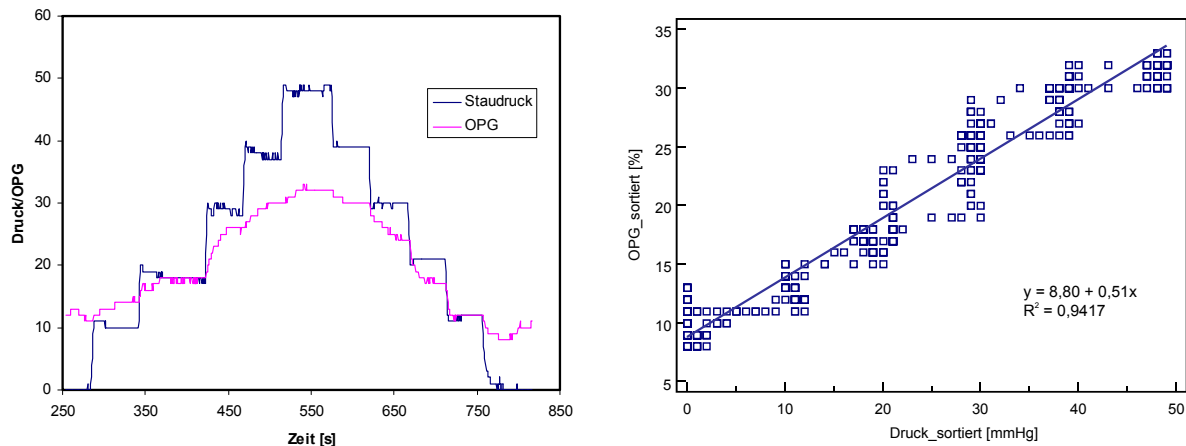 60
50
40
30
20
10
0
Druck/OPG
Staudruck
OPG
250 350 450 550 650 750 850
Zeit [s]
35
30
25
20
15
10
5
OPG_sortiert [%]
y = 8,80 + 0,51x
R² = 0,9417
0 10 20 30 40 50
Druck_sortiert [mmHg]